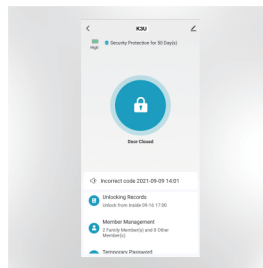 K3U
High
Security Protection for 50 Day(s)
Door Closed
Incorrect code 2021-09-09 14:01
Unlocking Records
Unlock from Inside 09-16 17:00
Member Management
2 Family Member(s) and 0 Other
Member(s)
Temporary Password